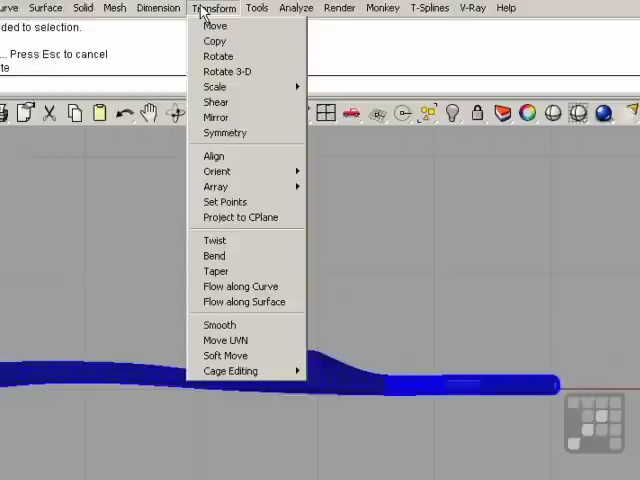 urve Surface Solid Mesh Dimension Transform Tools Analyze Render Monkey T-Splines V-Ray Help
ded to selection.
... Press Esc to cancel
te
Move
Copy
Rotate
Rotate 3-D
Scale
Shear
Mirror
Symmetry
Align
Orient
Array
Set Points
Project to CPlane
Twist
Bend
Taper
Flow along Curve
Flow along Surface
Smooth
Move UVN
Soft Move
Cage Editing